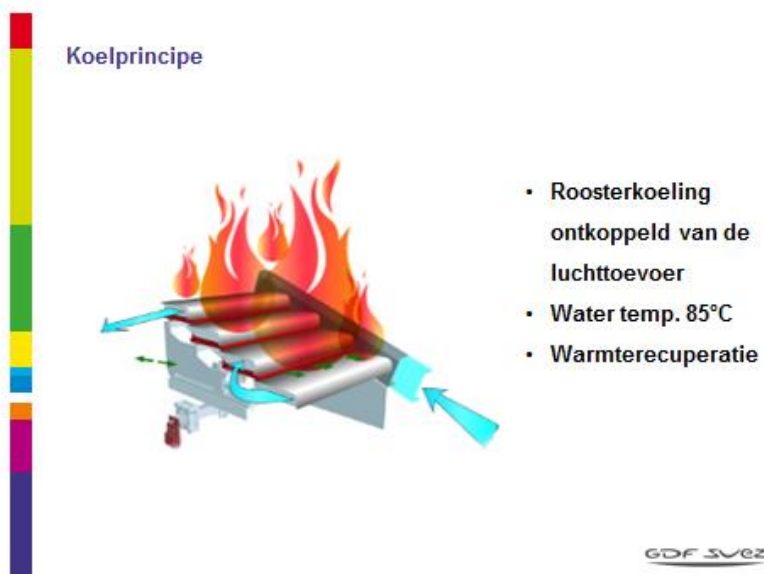 Koelprincipe
• Roosterkoeling
ontkoppeld van de
luchttoevoer
• Water temp. 85°C
• Warmterecuperatie
GDF SUEZ